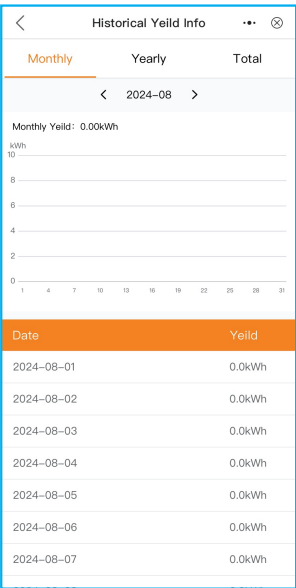 Historical Yeild Info
Monthly Yearly Total
2024-08
Monthly Yeild: 0.00kWh
kWh
10
8
6
4
2
0
1 4 7 10 13 16 19 22 25 28 31
Date Yeild
2024-08-01 0.0kWh
2024-08-02 0.0kWh
2024-08-03 0.0kWh
2024-08-04 0.0kWh
2024-08-05 0.0kWh
2024-08-06 0.0kWh
2024-08-07 0.0kWh